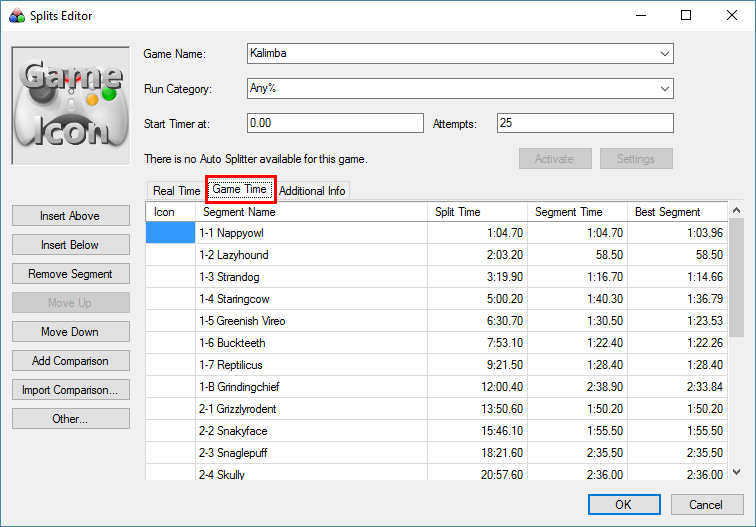 Splits Editor
Game Icon
Game Name: Kalimba
Run Category: Any%
Start Timer at: 0.00 Attempts: 25
There is no Auto Splitter available for this game. Activate Settings
Real Time Game Time Additional Info
Insert Above
Insert Below
Remove Segment
Move Up
Move Down
Add Comparison
Import Comparison...
Other...
Icon Segment Name Split Time Segment Time Best Segment
1-1 Nappyowl 1:04.70 1:04.70 1:03.96
1-2 Lazyhound 2:03.20 58.50 58.50
1-3 Strandog 3:19.90 1:16.70 1:14.66
1-4 Staringcow 5:00.20 1:40.30 1:36.79
1-5 Greenish Vireo 6:30.70 1:30.50 1:23.53
1-6 Buckteeth 7:53.10 1:22.40 1:22.26
1-7 Reptilicus 9:21.50 1:28.40 1:28.40
1-B Grindingchief 12:00.40 2:38.90 2:33.84
2-1 Grizzlyrodent 13:50.60 1:50.20 1:50.20
2-2 Snakyface 15:46.10 1:55.50 1:55.50
2-3 Snaglepuff 18:21.60 2:35.50 2:35.50
2-4 Skully 20:57.60 2:36.00 2:36.00
OK Cancel